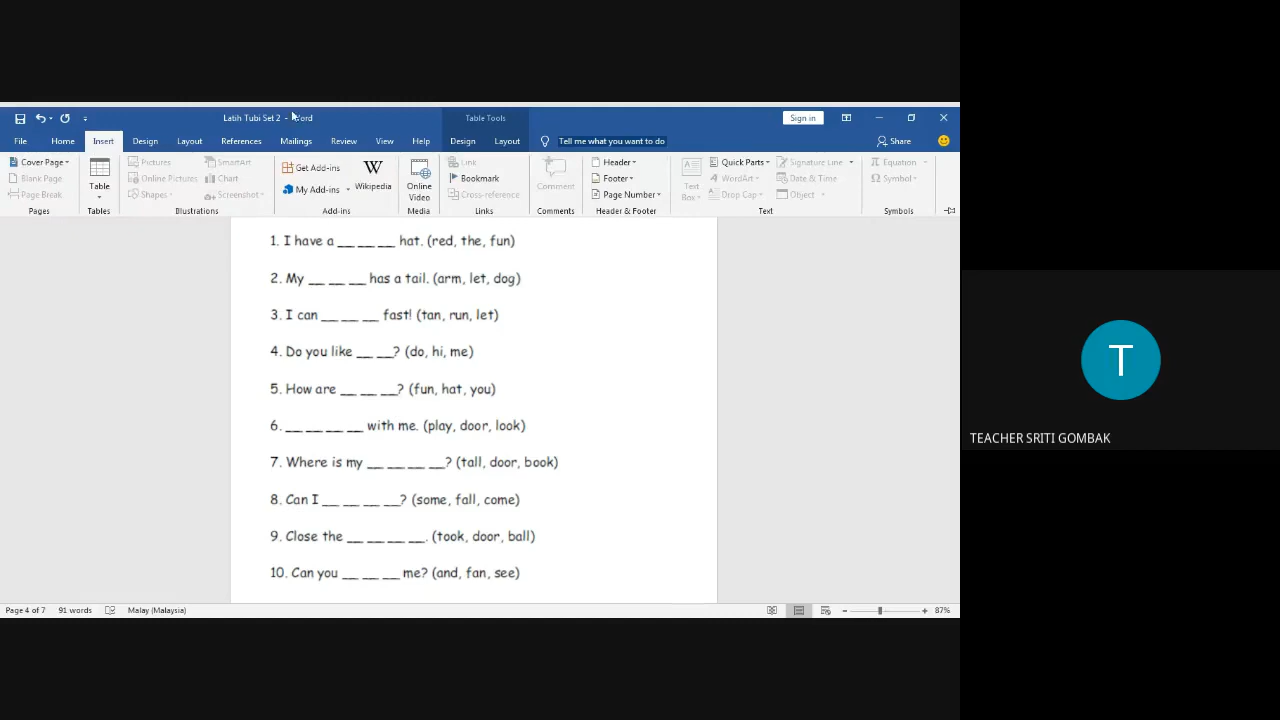 Latih Tubi Set 2 - Word
Table Tools
Sign in
File Home Insert Design Layout References Mailings Review View Help Design Layout Tell me what you want to do Share
Cover Page Blank Page Page Break
Pages
Table
Tables
Pictures Online Pictures Shapes SmartArt Chart Screenshot
Illustrations
Get Add-ins My Add-ins Wikipedia
Add-ins
Online Video
Media
Link Bookmark Cross-reference
Links
Comment
Comments
Header Footer Page Number
Header & Footer
Text Box Quick Parts WordArt Drop Cap Signature Line Date & Time Object
Text
Equation Symbol
Symbols
1. I have a __ __ __ hat. (red, the, fun)
2. My __ __ __ has a tail. (arm, let, dog)
3. I can __ __ __ fast! (tan, run, let)
4. Do you like __ __? (do, hi, me)
5. How are __ __ __? (fun, hat, you)
6. __ __ __ __ with me. (play, door, look)
7. Where is my __ __ __ __? (tall, door, book)
8. Can I __ __ __ __? (some, fall, come)
9. Close the __ __ __ __. (took, door, ball)
10. Can you __ __ __ me? (and, fan, see)
Page 4 of 7 91 words Malay (Malaysia) 87%
T
TEACHER SRITI GOMBAK